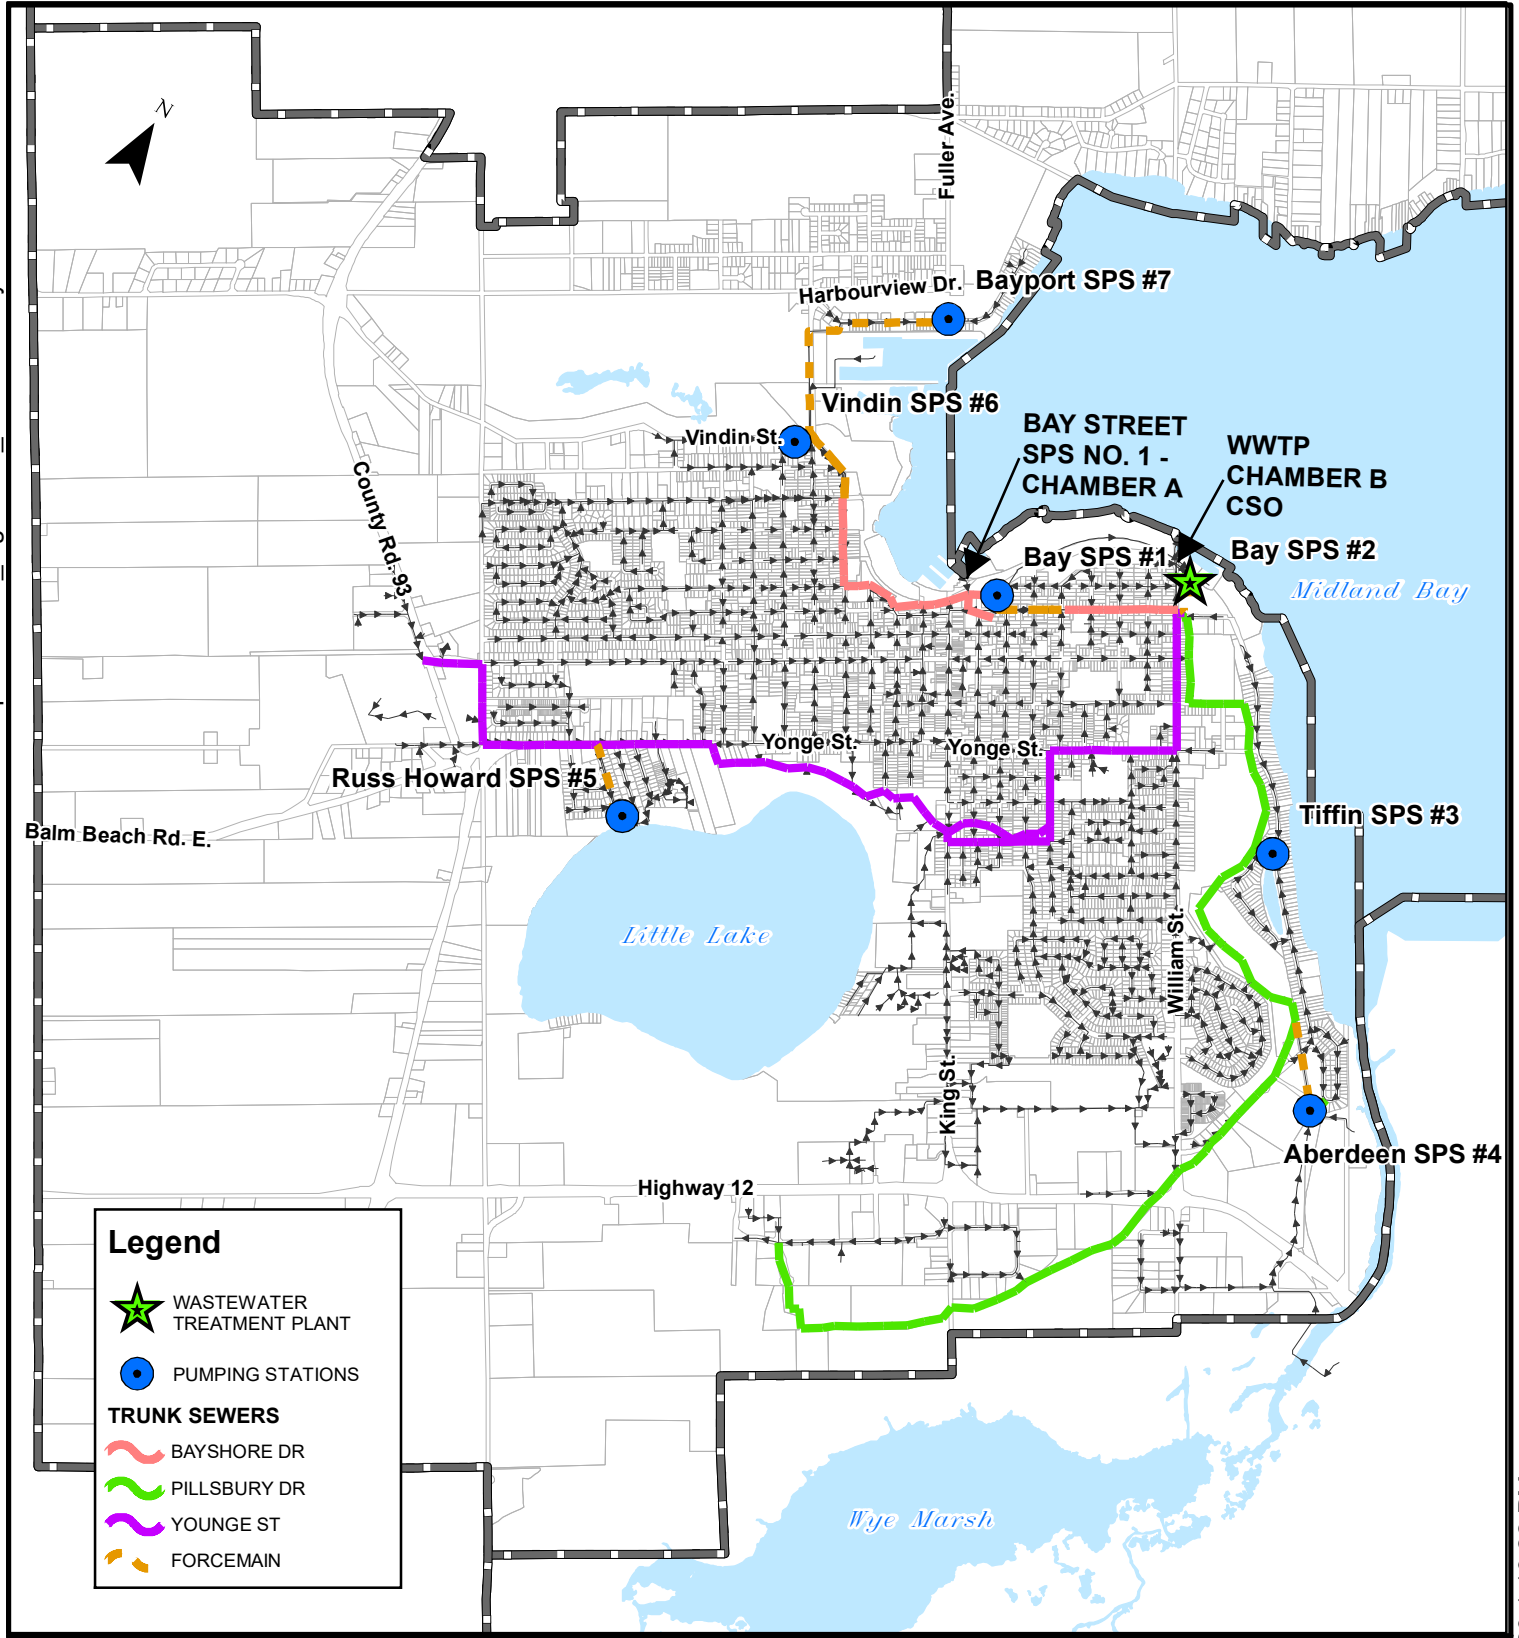 N
Fuller Ave.
Harbourview Dr.
Bayport SPS #7
Vindin SPS #6
Vindin St.
BAY STREET
SPS NO. 1 -
CHAMBER A
WWTP
CHAMBER B
CSO
County Rd. 93
Bay SPS #1
Bay SPS #2
Midland Bay
Yonge St.
Yonge St.
Russ Howard SPS #5
Balm Beach Rd. E.
Tiffin SPS #3
Little Lake
William St.
King St.
Aberdeen SPS #4
Highway 12
Legend
WASTEWATER
TREATMENT PLANT
PUMPING STATIONS
TRUNK SEWERS
BAYSHORE DR
PILLSBURY DR
YOUNGE ST
FORCEMAIN
Wye Marsh